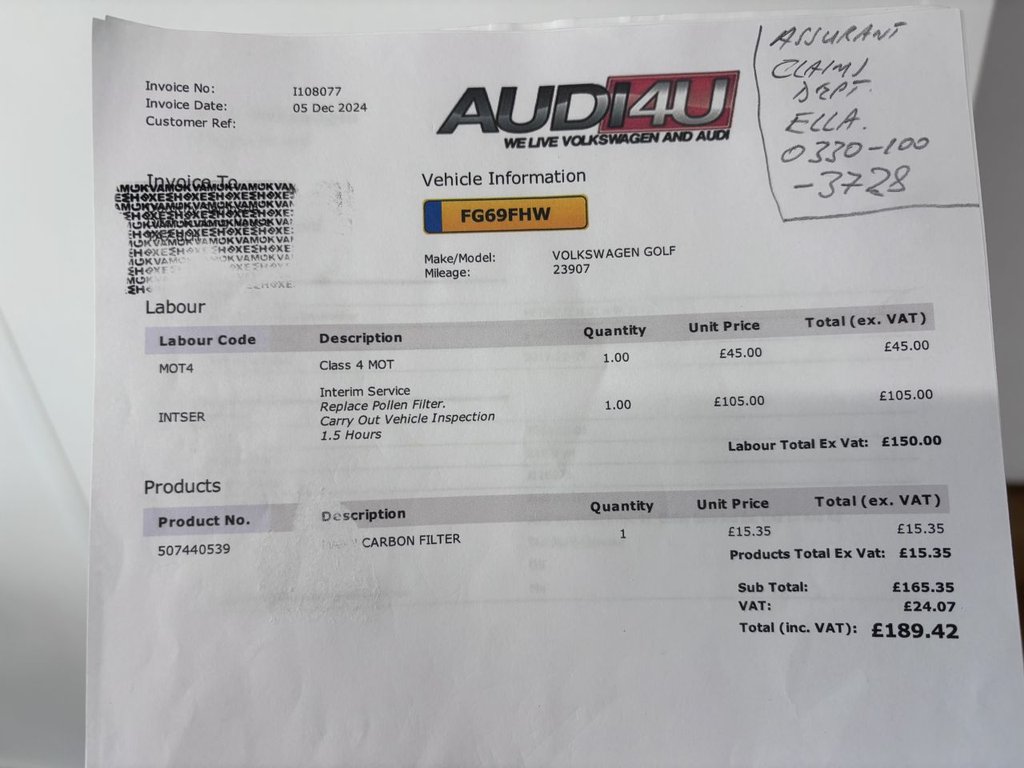 Invoice No: I108077
Invoice Date: 05 Dec 2024
Customer Ref:
AUDI4U
WE LIVE VOLKSWAGEN AND AUDI
ASSURANT
CLAIMS
DEPT.
ELLA.
0330-100
-3728
Invoice To
Vehicle Information
FG69FHW
Make/Model: VOLKSWAGEN GOLF
Mileage: 23907
Labour
Labour Code Description Quantity Unit Price Total (ex. VAT)
MOT4 Class 4 MOT 1.00 £45.00 £45.00
Interim Service
Replace Pollen Filter.
INTSER 1.00 £105.00 £105.00
Carry Out Vehicle Inspection
1.5 Hours
Labour Total Ex Vat: £150.00
Products
Product No. Description Quantity Unit Price Total (ex. VAT)
507440539 CARBON FILTER 1 £15.35 £15.35
Products Total Ex Vat: £15.35
Sub Total: £165.35
VAT: £24.07
Total (inc. VAT): £189.42